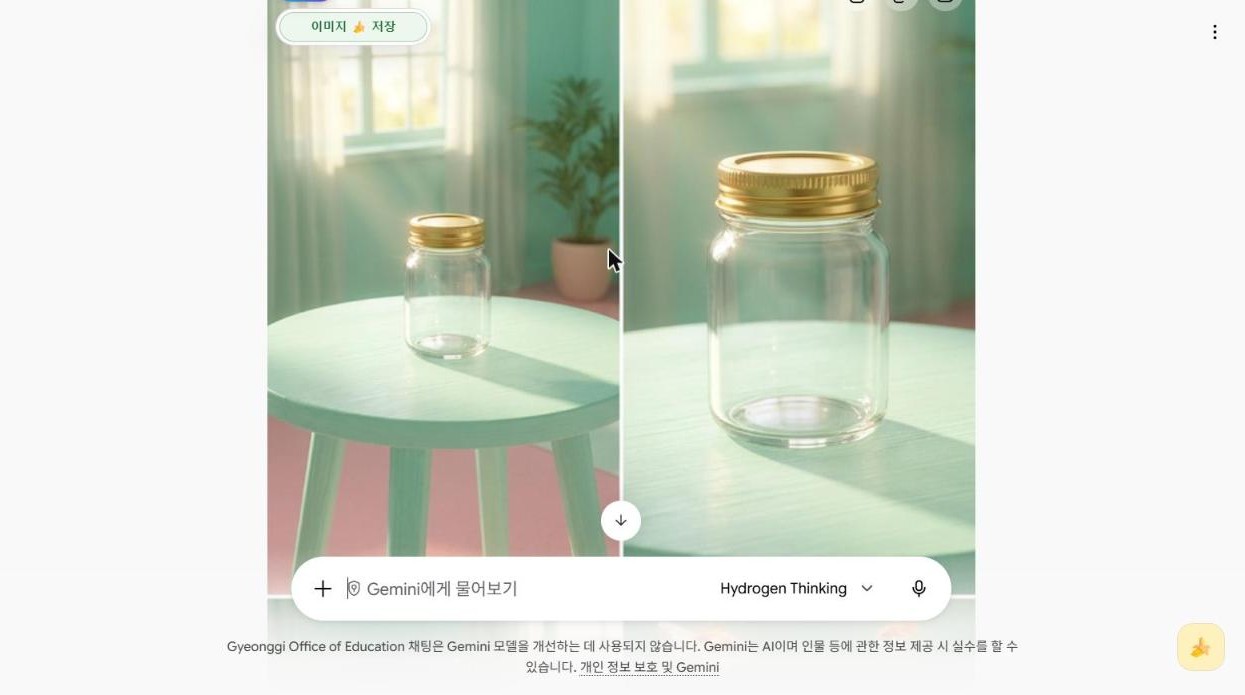 이미지 👍 저장
Gemini에게 물어보기
Hydrogen Thinking
Gyeonggi Office of Education 채팅은 Gemini 모델을 개선하는 데 사용되지 않습니다. Gemini는 AI이며 인물 등에 관한 정보 제공 시 실수를 할 수
있습니다. 개인 정보 보호 및 Gemini